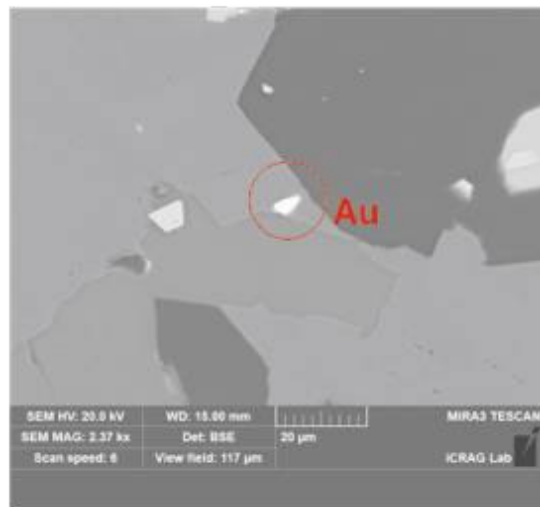 Au
SEM HV: 20.0 kV WD: 15.00 mm MIRA3 TESCAN
SEM MAG: 2.37 kx Det: BSE 20 µm
Scan speed: 6 View field: 117 µm iCRAG Lab